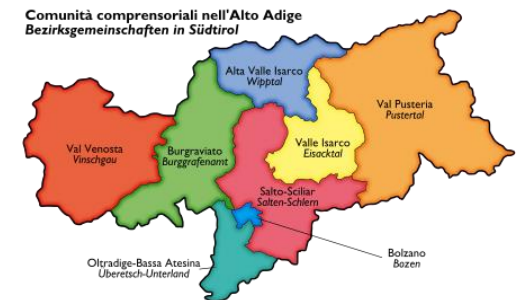 Comunità comprensoriali nell'Alto Adige
Bezirksgemeinschaften in Südtirol
Alta Valle Isarco
Wipptal
Val Pusteria
Pustertal
Val Venosta
Vinschgau
Burgraviato
Burggrafenamt
Valle Isarco
Eisacktal
Salto-Sciliar
Salten-Schlern
Oltradige-Bassa Atesina
Überetsch-Unterland
Bolzano
Bozen